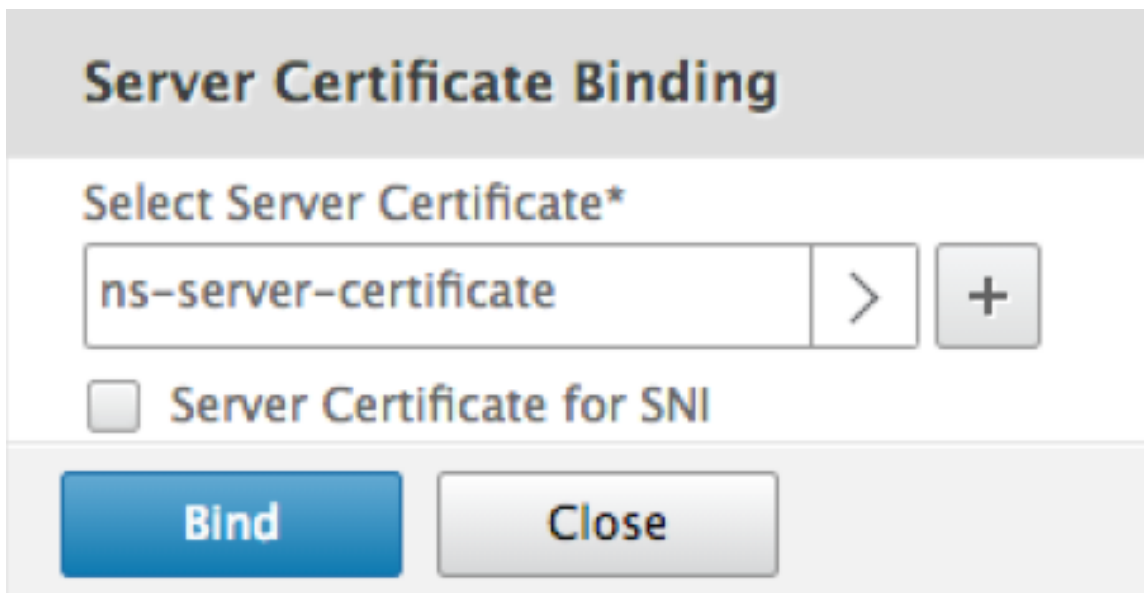 Server Certificate Binding
Select Server Certificate*
ns-server-certificate > +
Server Certificate for SNI
Bind Close